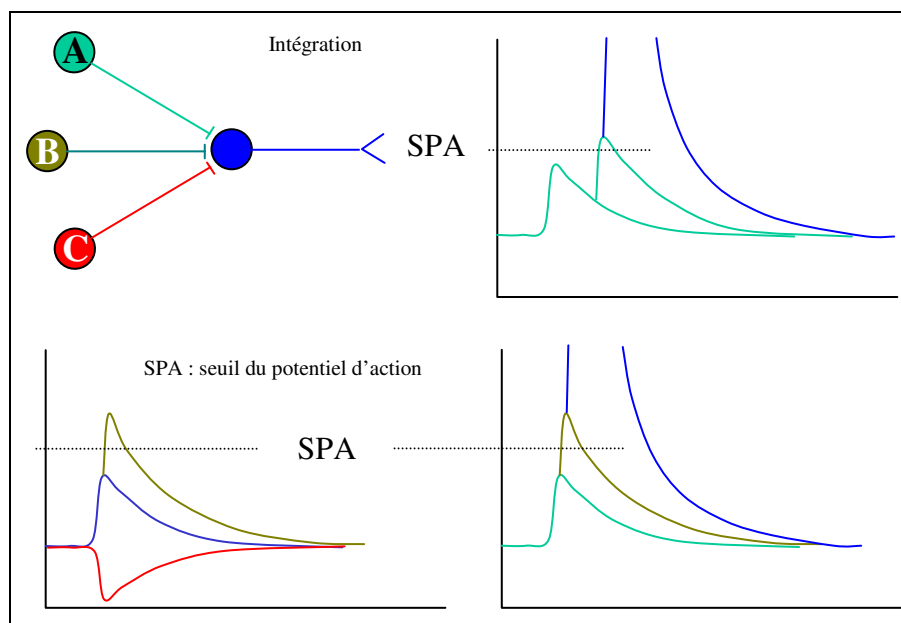 Intégration
A
B
C
SPA
SPA : seuil du potentiel d'action
SPA